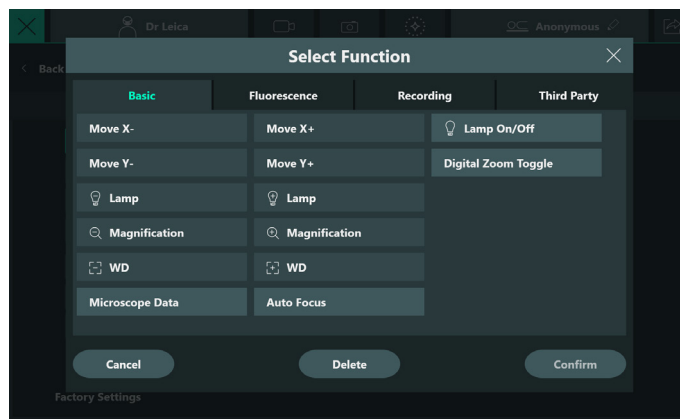 Dr Leica
Anonymous
Select Function
Back
Basic Fluorescence Recording Third Party
Move X- Move X+ Lamp On/Off
Move Y- Move Y+ Digital Zoom Toggle
Lamp Lamp
Magnification Magnification
WD WD
Microscope Data Auto Focus
Cancel Delete Confirm
Factory Settings